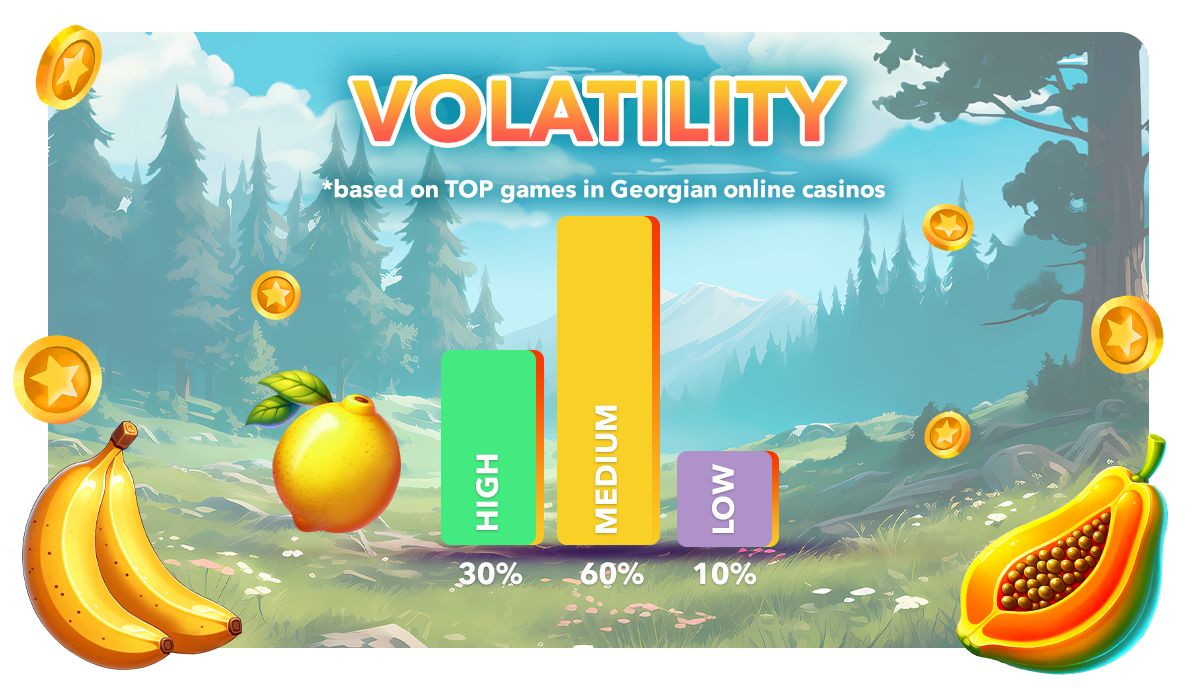 VOLATILITY
*based on TOP games in Georgian online casinos
HIGH
MEDIUM
LOW
30%
60%
10%